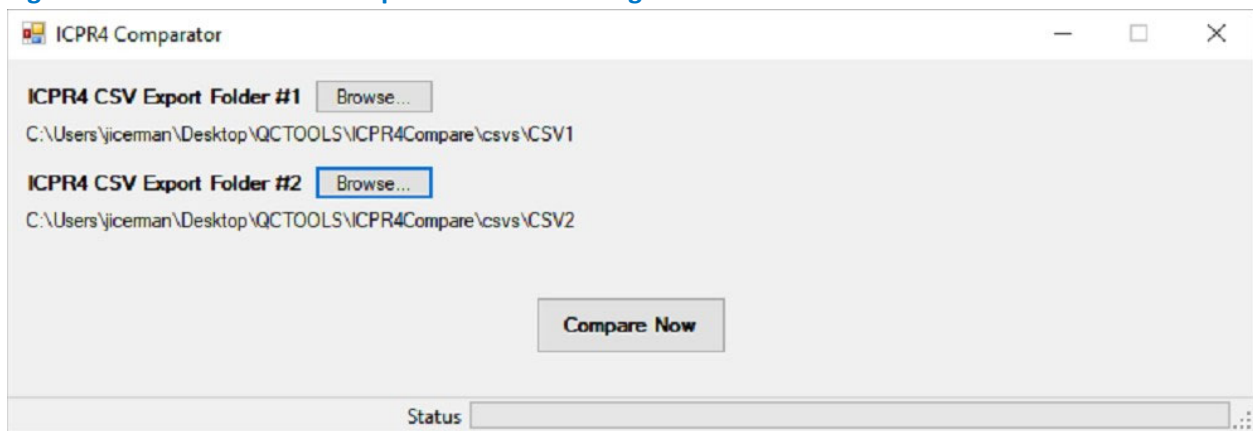 ICPR4 Comparator
ICPR4 CSV Export Folder #1 Browse...
C:\Users\jicerman\Desktop\QCTOOLS\ICPR4Compare\csvs\CSV1
ICPR4 CSV Export Folder #2 Browse...
C:\Users\jicerman\Desktop\QCTOOLS\ICPR4Compare\csvs\CSV2
Compare Now
Status